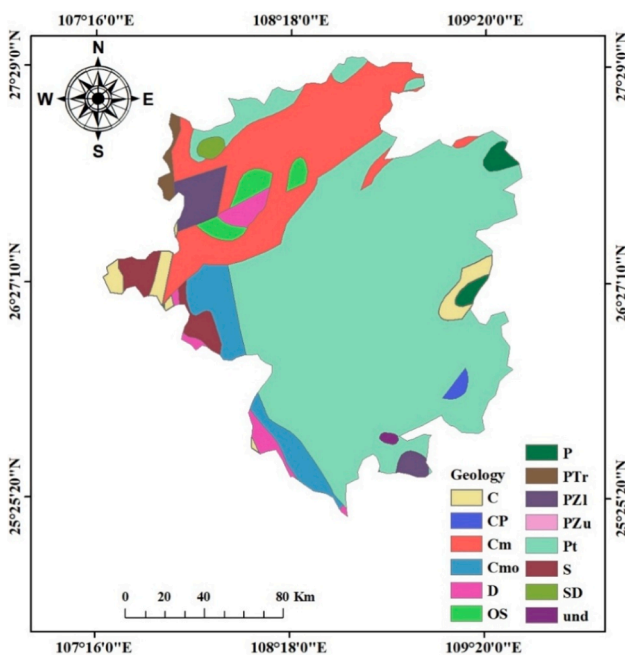 107°16'0"E 108°18'0"E 109°20'0"E
27°29'0"N 27°29'0"N
N
W E
S
26°27'10"N 26°27'10"N
25°25'20"N 25°25'20"N
Geology
C
CP
Cm
Cmo
D
OS
P
PTr
PZl
PZu
Pt
S
SD
und
0 20 40 80 Km
107°16'0"E 108°18'0"E 109°20'0"E